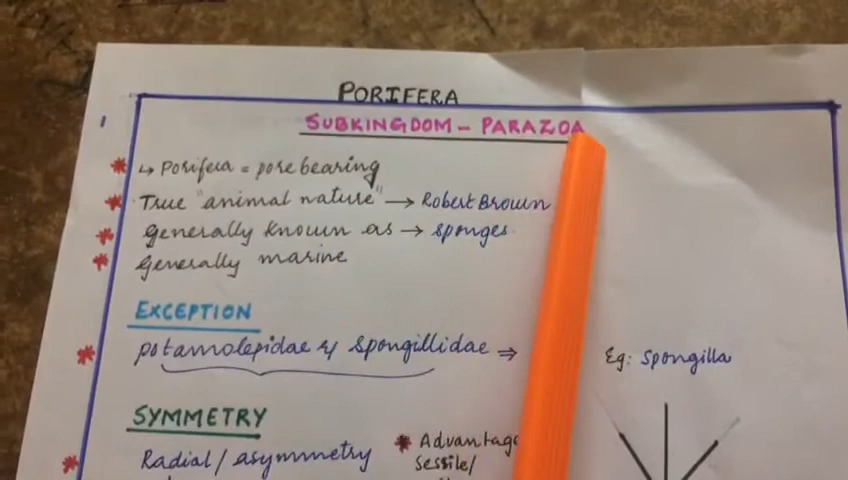 PORIFERA
SUBKINGDOM - PARAZOA
↳ Porifera = pore bearing
True "animal nature" → Robert Brown
Generally known as → sponges.
Generally marine
EXCEPTION
potamolepidae & spongillidae ⇒
Eg: Spongilla
SYMMETRY
Radial / asymmetry
* Advantage
Sessile/